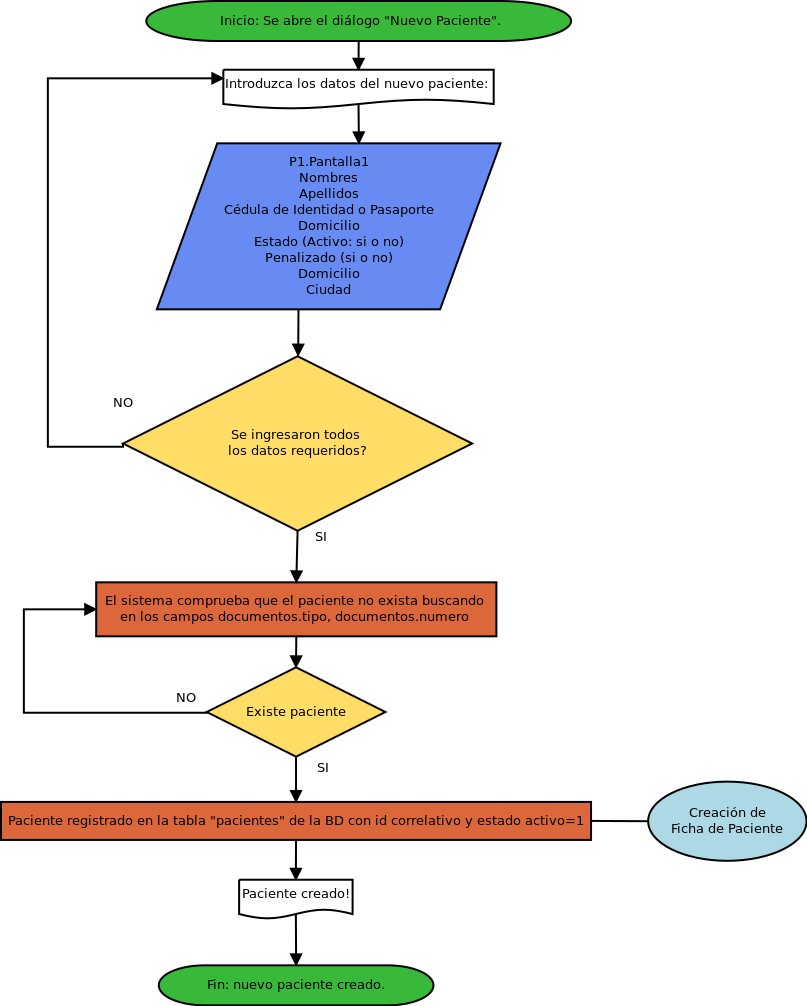 Inicio: Se abre el diálogo "Nuevo Paciente".
Introduzca los datos del nuevo paciente:
P1.Pantalla1
Nombres
Apellidos
Cédula de Identidad o Pasaporte
Domicilio
Estado (Activo: si o no)
Penalizado (si o no)
Domicilio
Ciudad
NO
Se ingresaron todos
los datos requeridos?
SI
El sistema comprueba que el paciente no exista buscando
en los campos documentos.tipo, documentos.numero
NO
Existe paciente
SI
Paciente registrado en la tabla "pacientes" de la BD con id correlativo y estado activo=1
Creación de
Ficha de Paciente
Paciente creado!
Fin: nuevo paciente creado.